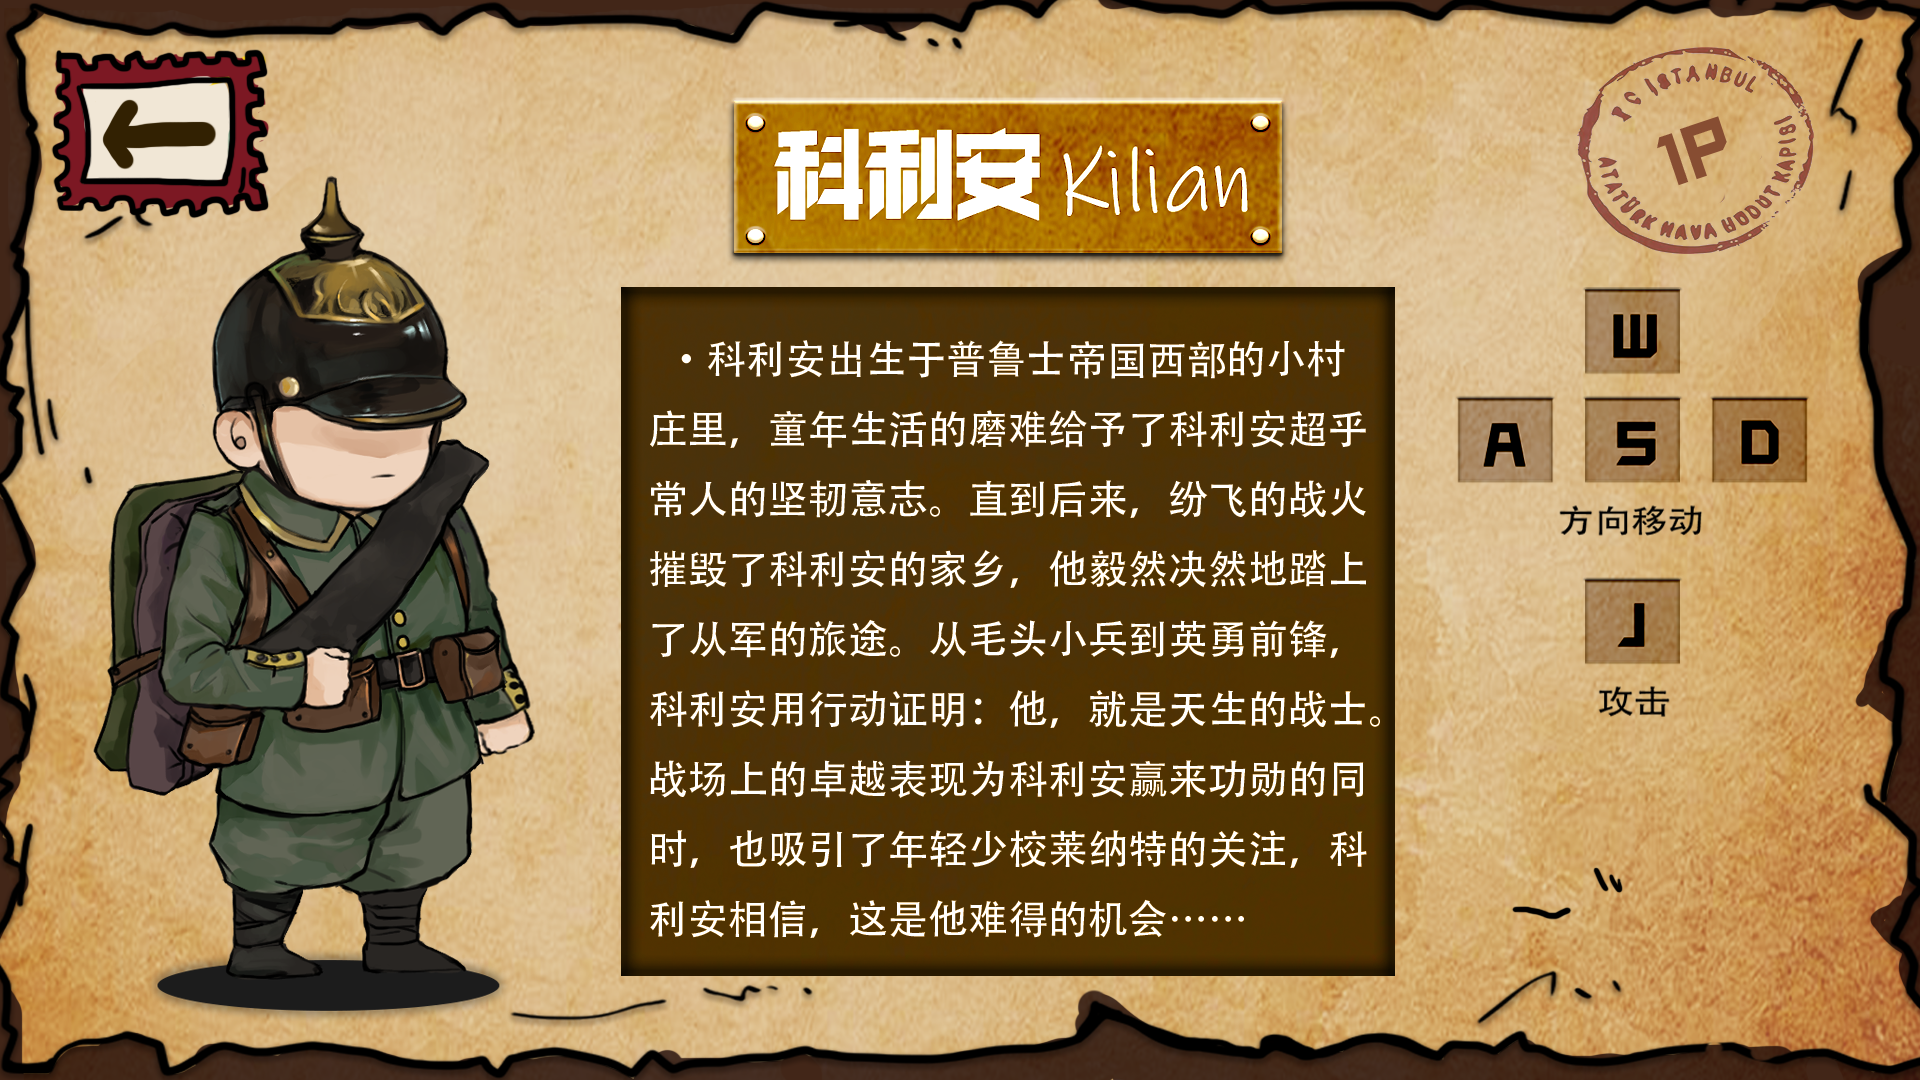 科利安 Kilian
•科利安出生于普鲁士帝国西部的小村
庄里，童年生活的磨难给予了科利安超乎
常人的坚韧意志。直到后来，纷飞的战火
摧毁了科利安的家乡，他毅然决然地踏上
了从军的旅途。从毛头小兵到英勇前锋，
科利安用行动证明：他，就是天生的战士。
战场上的卓越表现为科利安赢来功勋的同
时，也吸引了年轻少校莱纳特的关注，科
利安相信，这是他难得的机会……
TC ISTANBUL
1P
ATATÜRK HAVA HUDUT KAPISI
W
A S D
方向移动
J
攻击